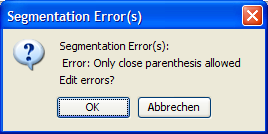 Segmentation Error(s)
Segmentation Error(s):
Error: Only close parenthesis allowed
Edit errors?
OK
Abbrechen